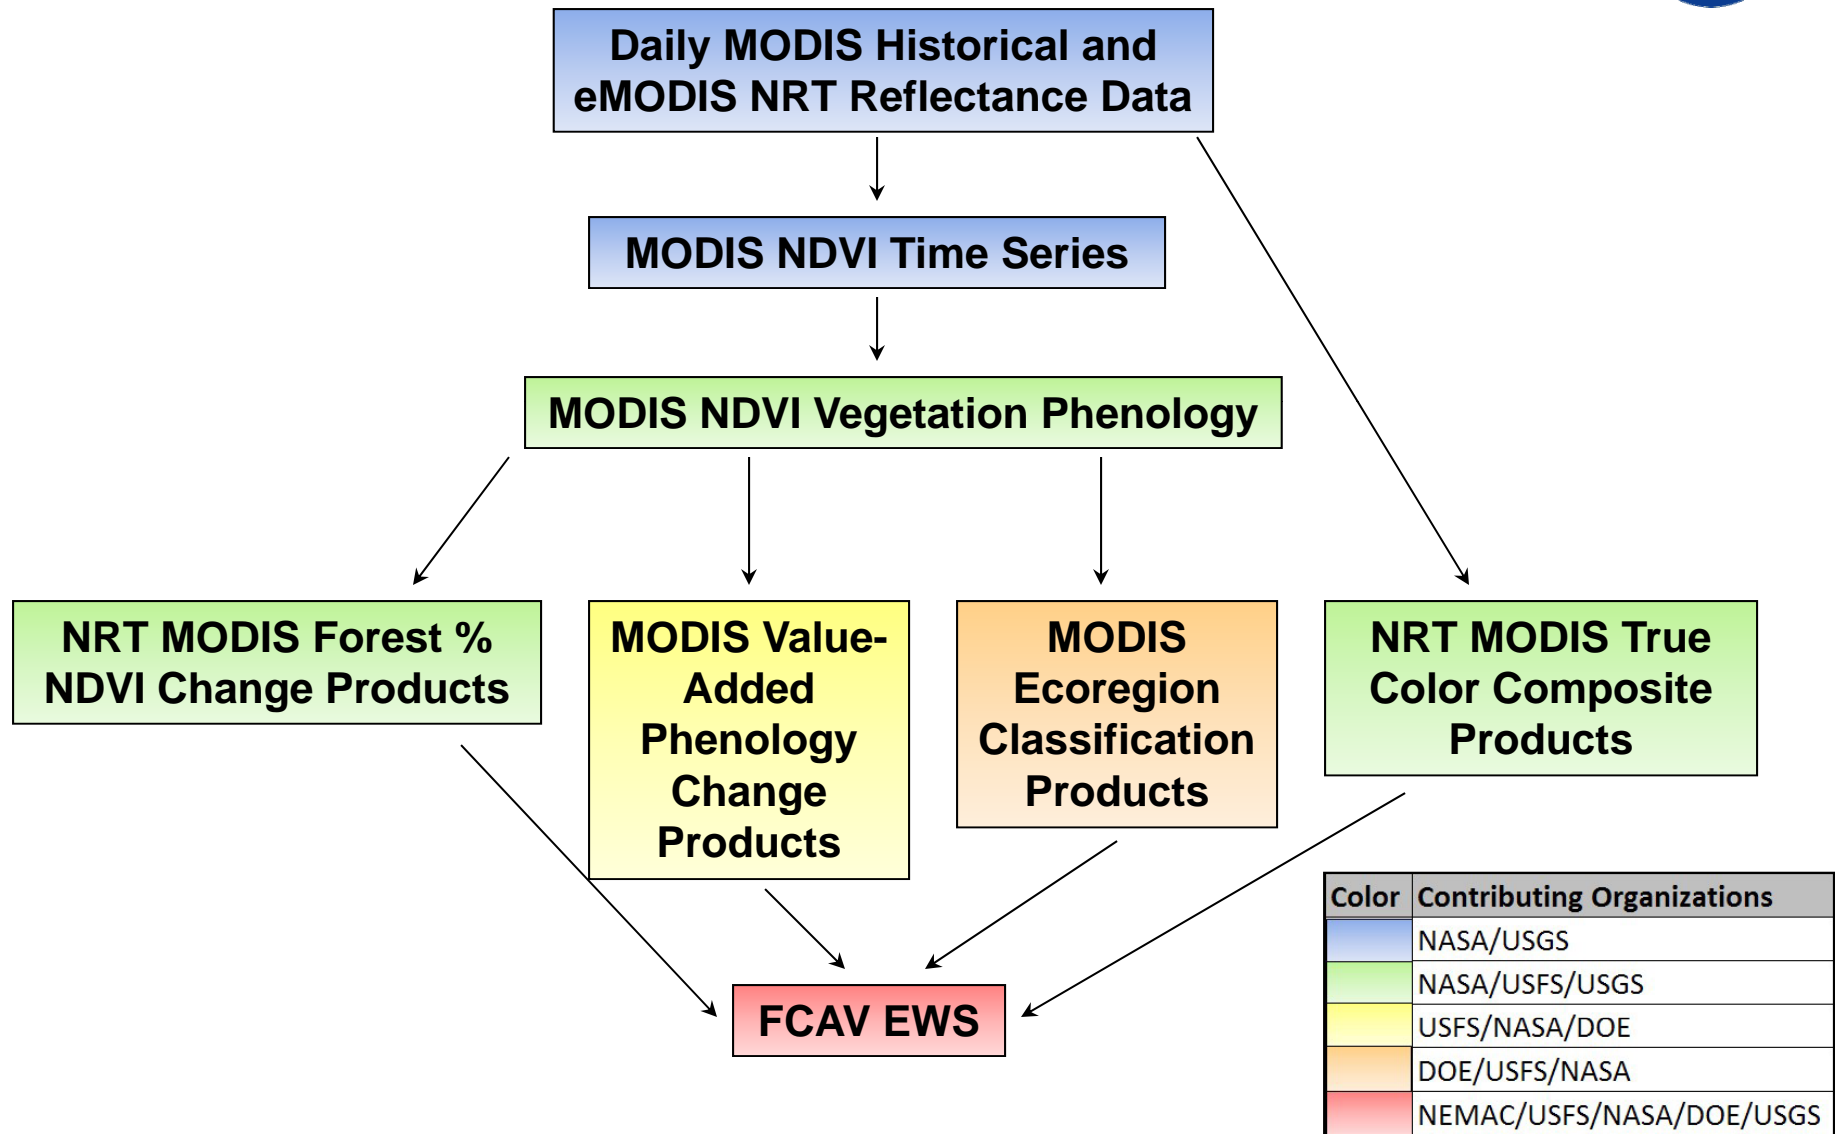 Daily MODIS Historical and
eMODIS NRT Reflectance Data
MODIS NDVI Time Series
MODIS NDVI Vegetation Phenology
NRT MODIS Forest %
NDVI Change Products
MODIS Value-
Added
Phenology
Change
Products
MODIS
Ecoregion
Classification
Products
NRT MODIS True
Color Composite
Products
FCAV EWS
Color Contributing Organizations
NASA/USGS
NASA/USFS/USGS
USFS/NASA/DOE
DOE/USFS/NASA
NEMAC/USFS/NASA/DOE/USGS